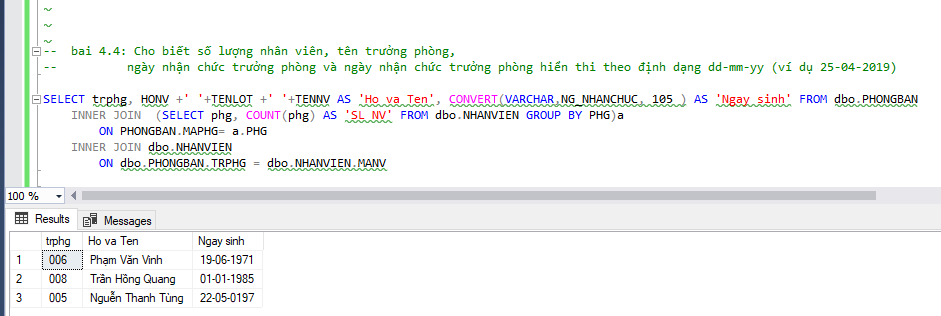 ~
~
~
-- bai 4.4: Cho biết số lượng nhân viên, tên trưởng phòng,
-- ngày nhận chức trưởng phòng và ngày nhận chức trưởng phòng hiển thi theo định dạng dd-mm-yy (ví dụ 25-04-2019)
SELECT trphg, HONV +' '+TENLOT +' '+TENNV AS 'Ho va Ten', CONVERT(VARCHAR,NG_NHANCHUC, 105 ) AS 'Ngay sinh' FROM dbo.PHONGBAN
INNER JOIN (SELECT phg, COUNT(phg) AS 'SL NV' FROM dbo.NHANVIEN GROUP BY PHG)a
ON PHONGBAN.MAPHG= a.PHG
INNER JOIN dbo.NHANVIEN
ON dbo.PHONGBAN.TRPHG = dbo.NHANVIEN.MANV
100 %
Results Messages
trphg Ho va Ten Ngay sinh
1 006 Phạm Văn Vinh 19-06-1971
2 008 Trần Hồng Quang 01-01-1985
3 005 Nguễn Thanh Tùng 22-05-0197